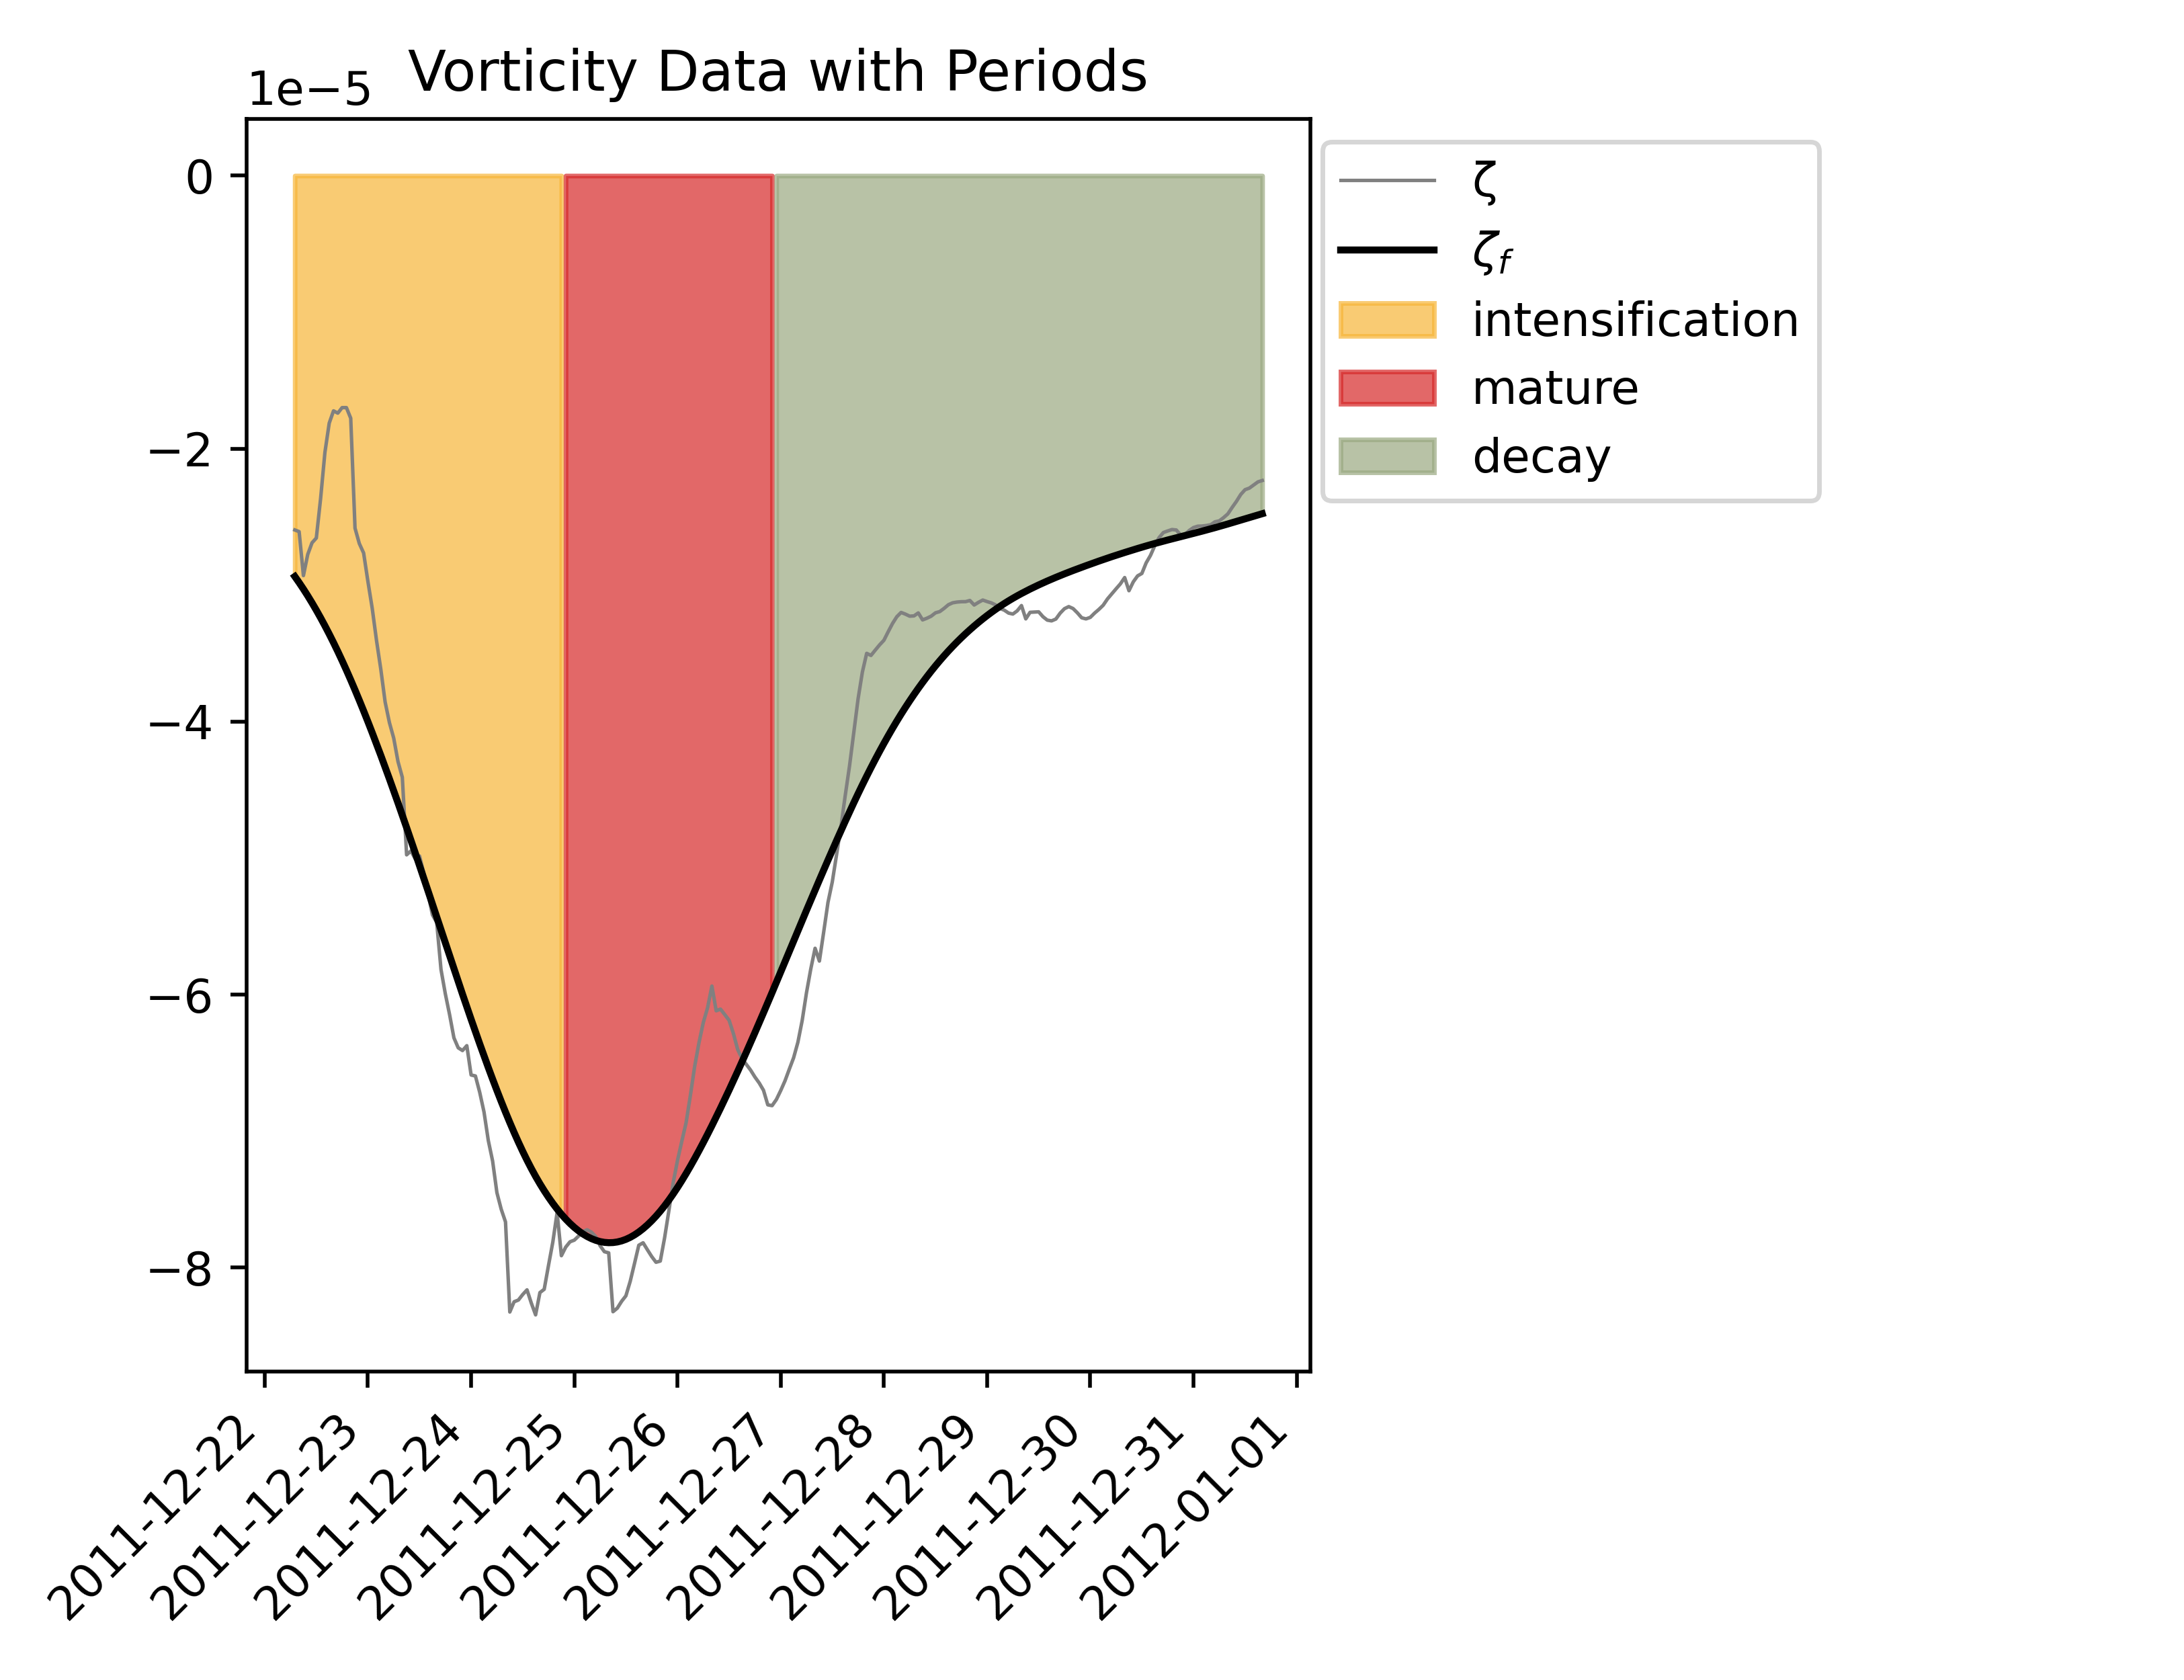 Vorticity Data with Periods
1e−5
0
−2
−4
−6
−8
2011-12-22
2011-12-23
2011-12-24
2011-12-25
2011-12-26
2011-12-27
2011-12-28
2011-12-29
2011-12-30
2011-12-31
2012-01-01
ζ
ζf
intensification
mature
decay